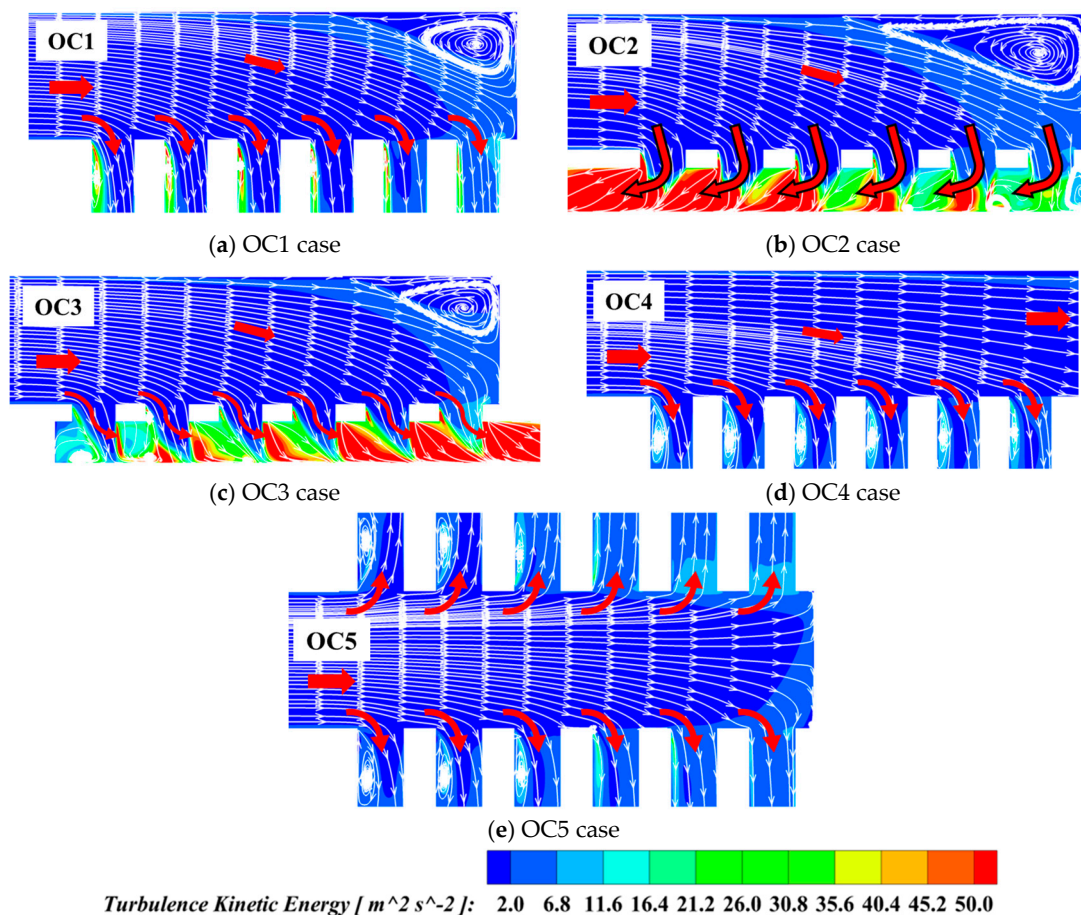 OC1
OC2
(a) OC1 case
(b) OC2 case
OC3
OC4
(c) OC3 case
(d) OC4 case
OC5
(e) OC5 case
Turbulence Kinetic Energy [ m^2 s^-2 ]: 2.0 6.8 11.6 16.4 21.2 26.0 30.8 35.6 40.4 45.2 50.0